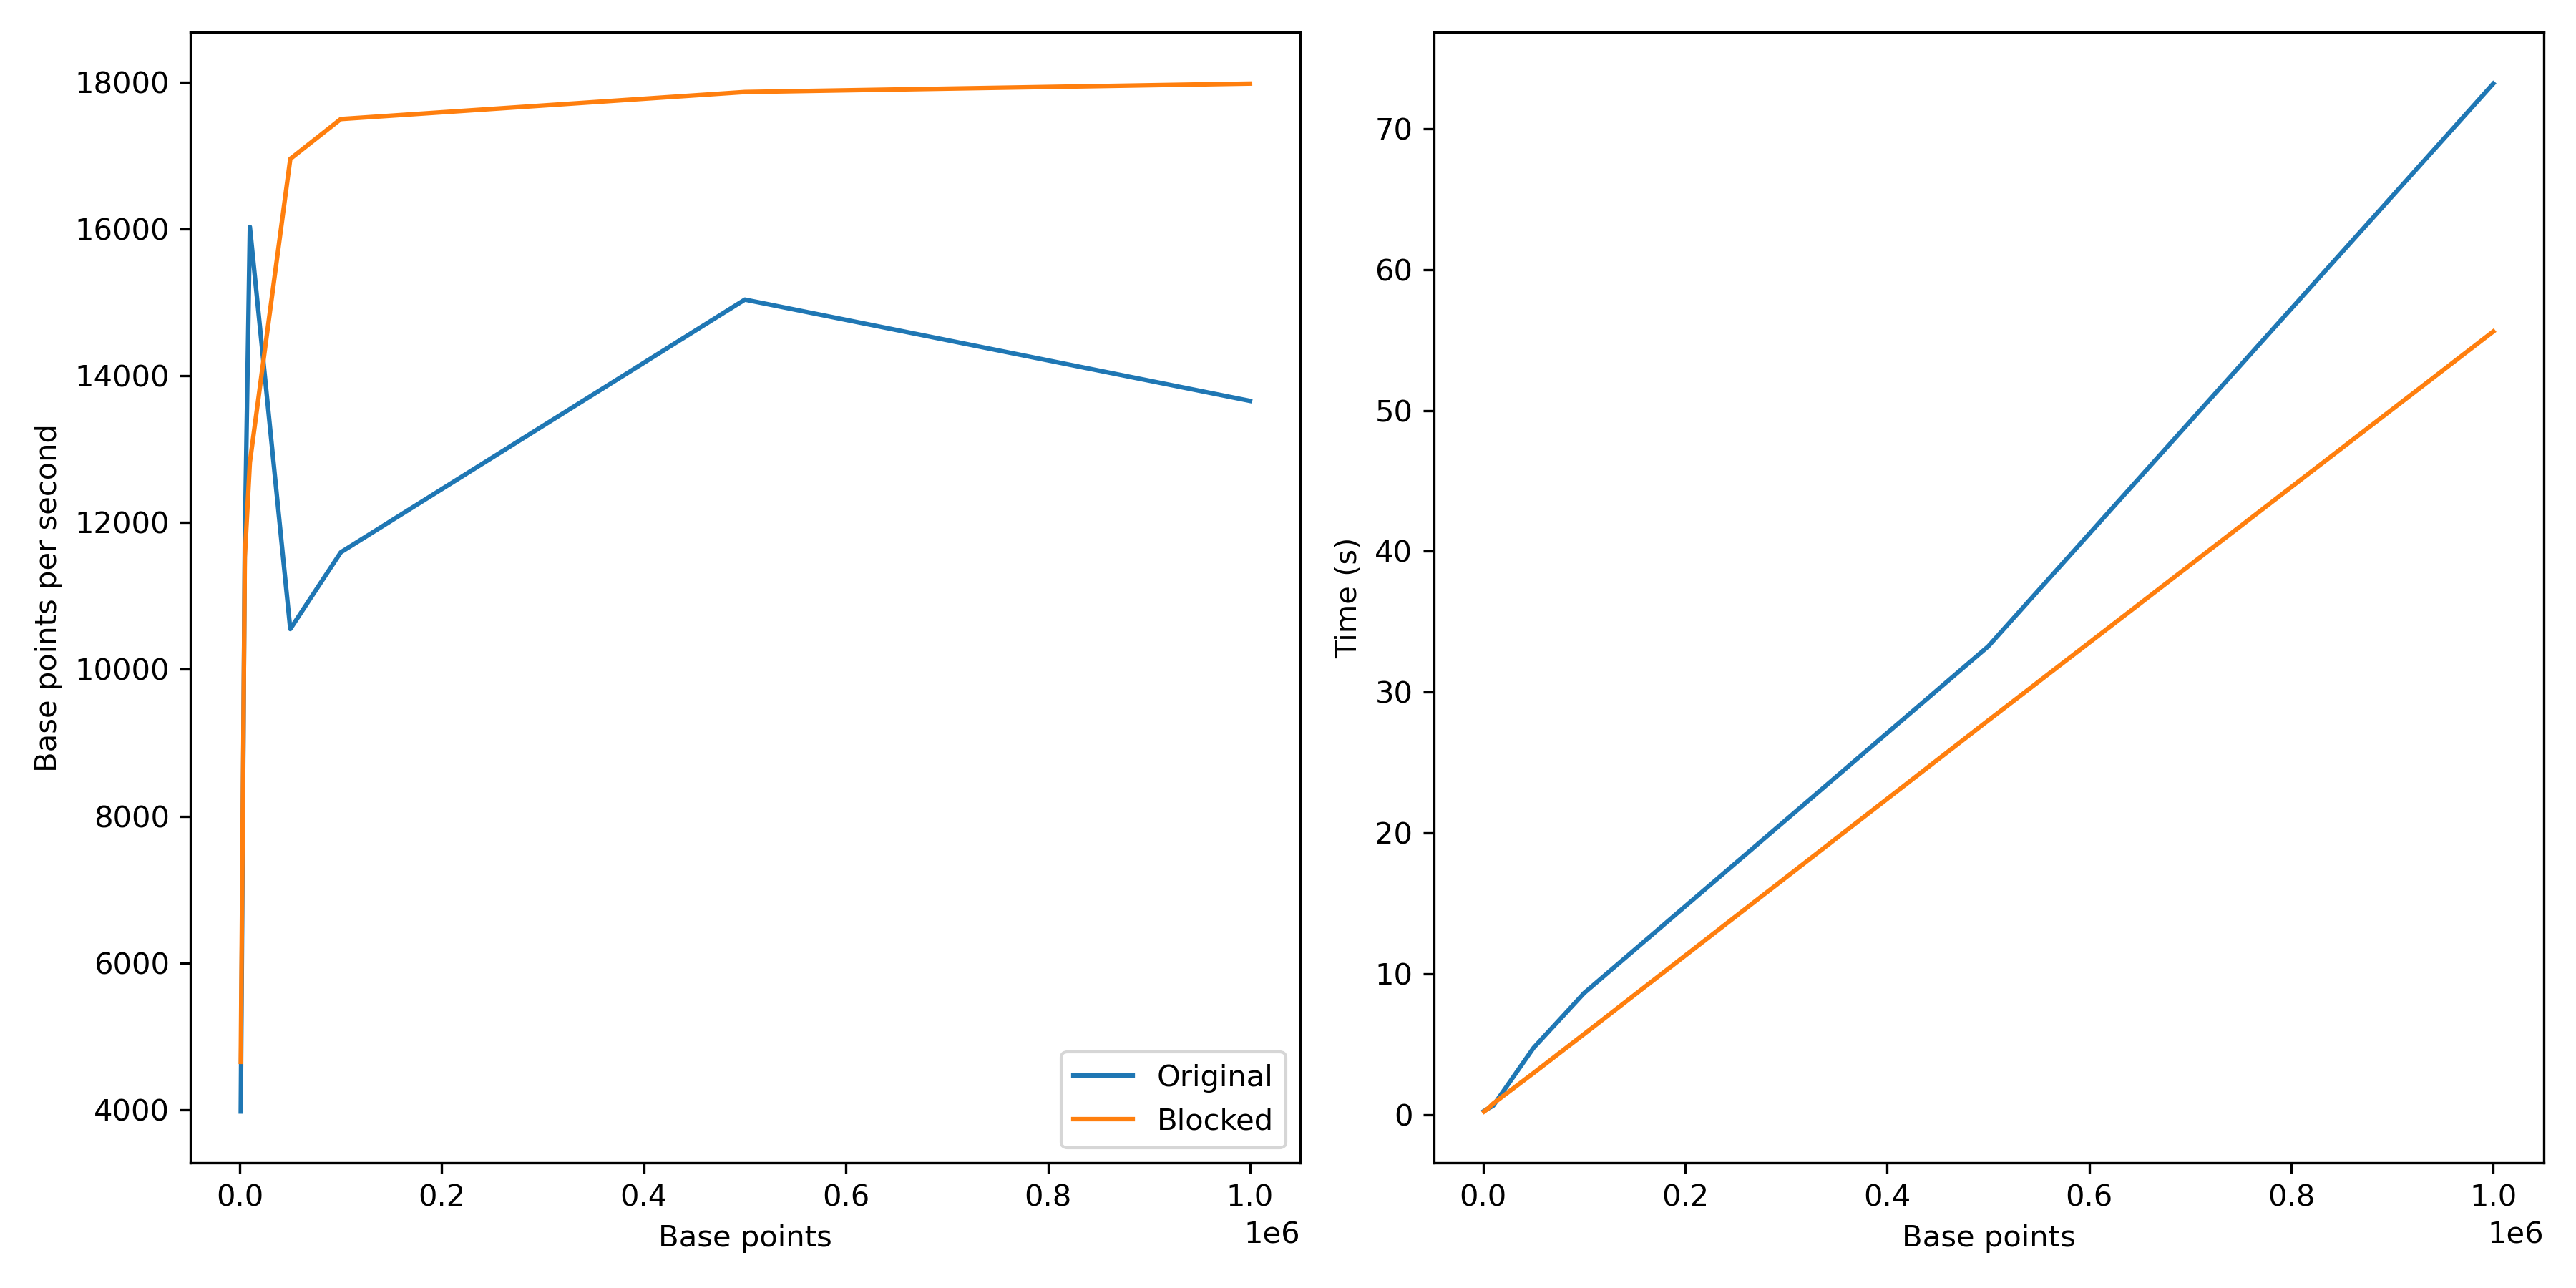 18000
16000
14000
12000
10000
8000
6000
4000
Base points per second
0.0 0.2 0.4 0.6 0.8 1.0
1e6
Base points
Original
Blocked
70
60
50
40
30
20
10
0
Time (s)
0.0 0.2 0.4 0.6 0.8 1.0
1e6
Base points